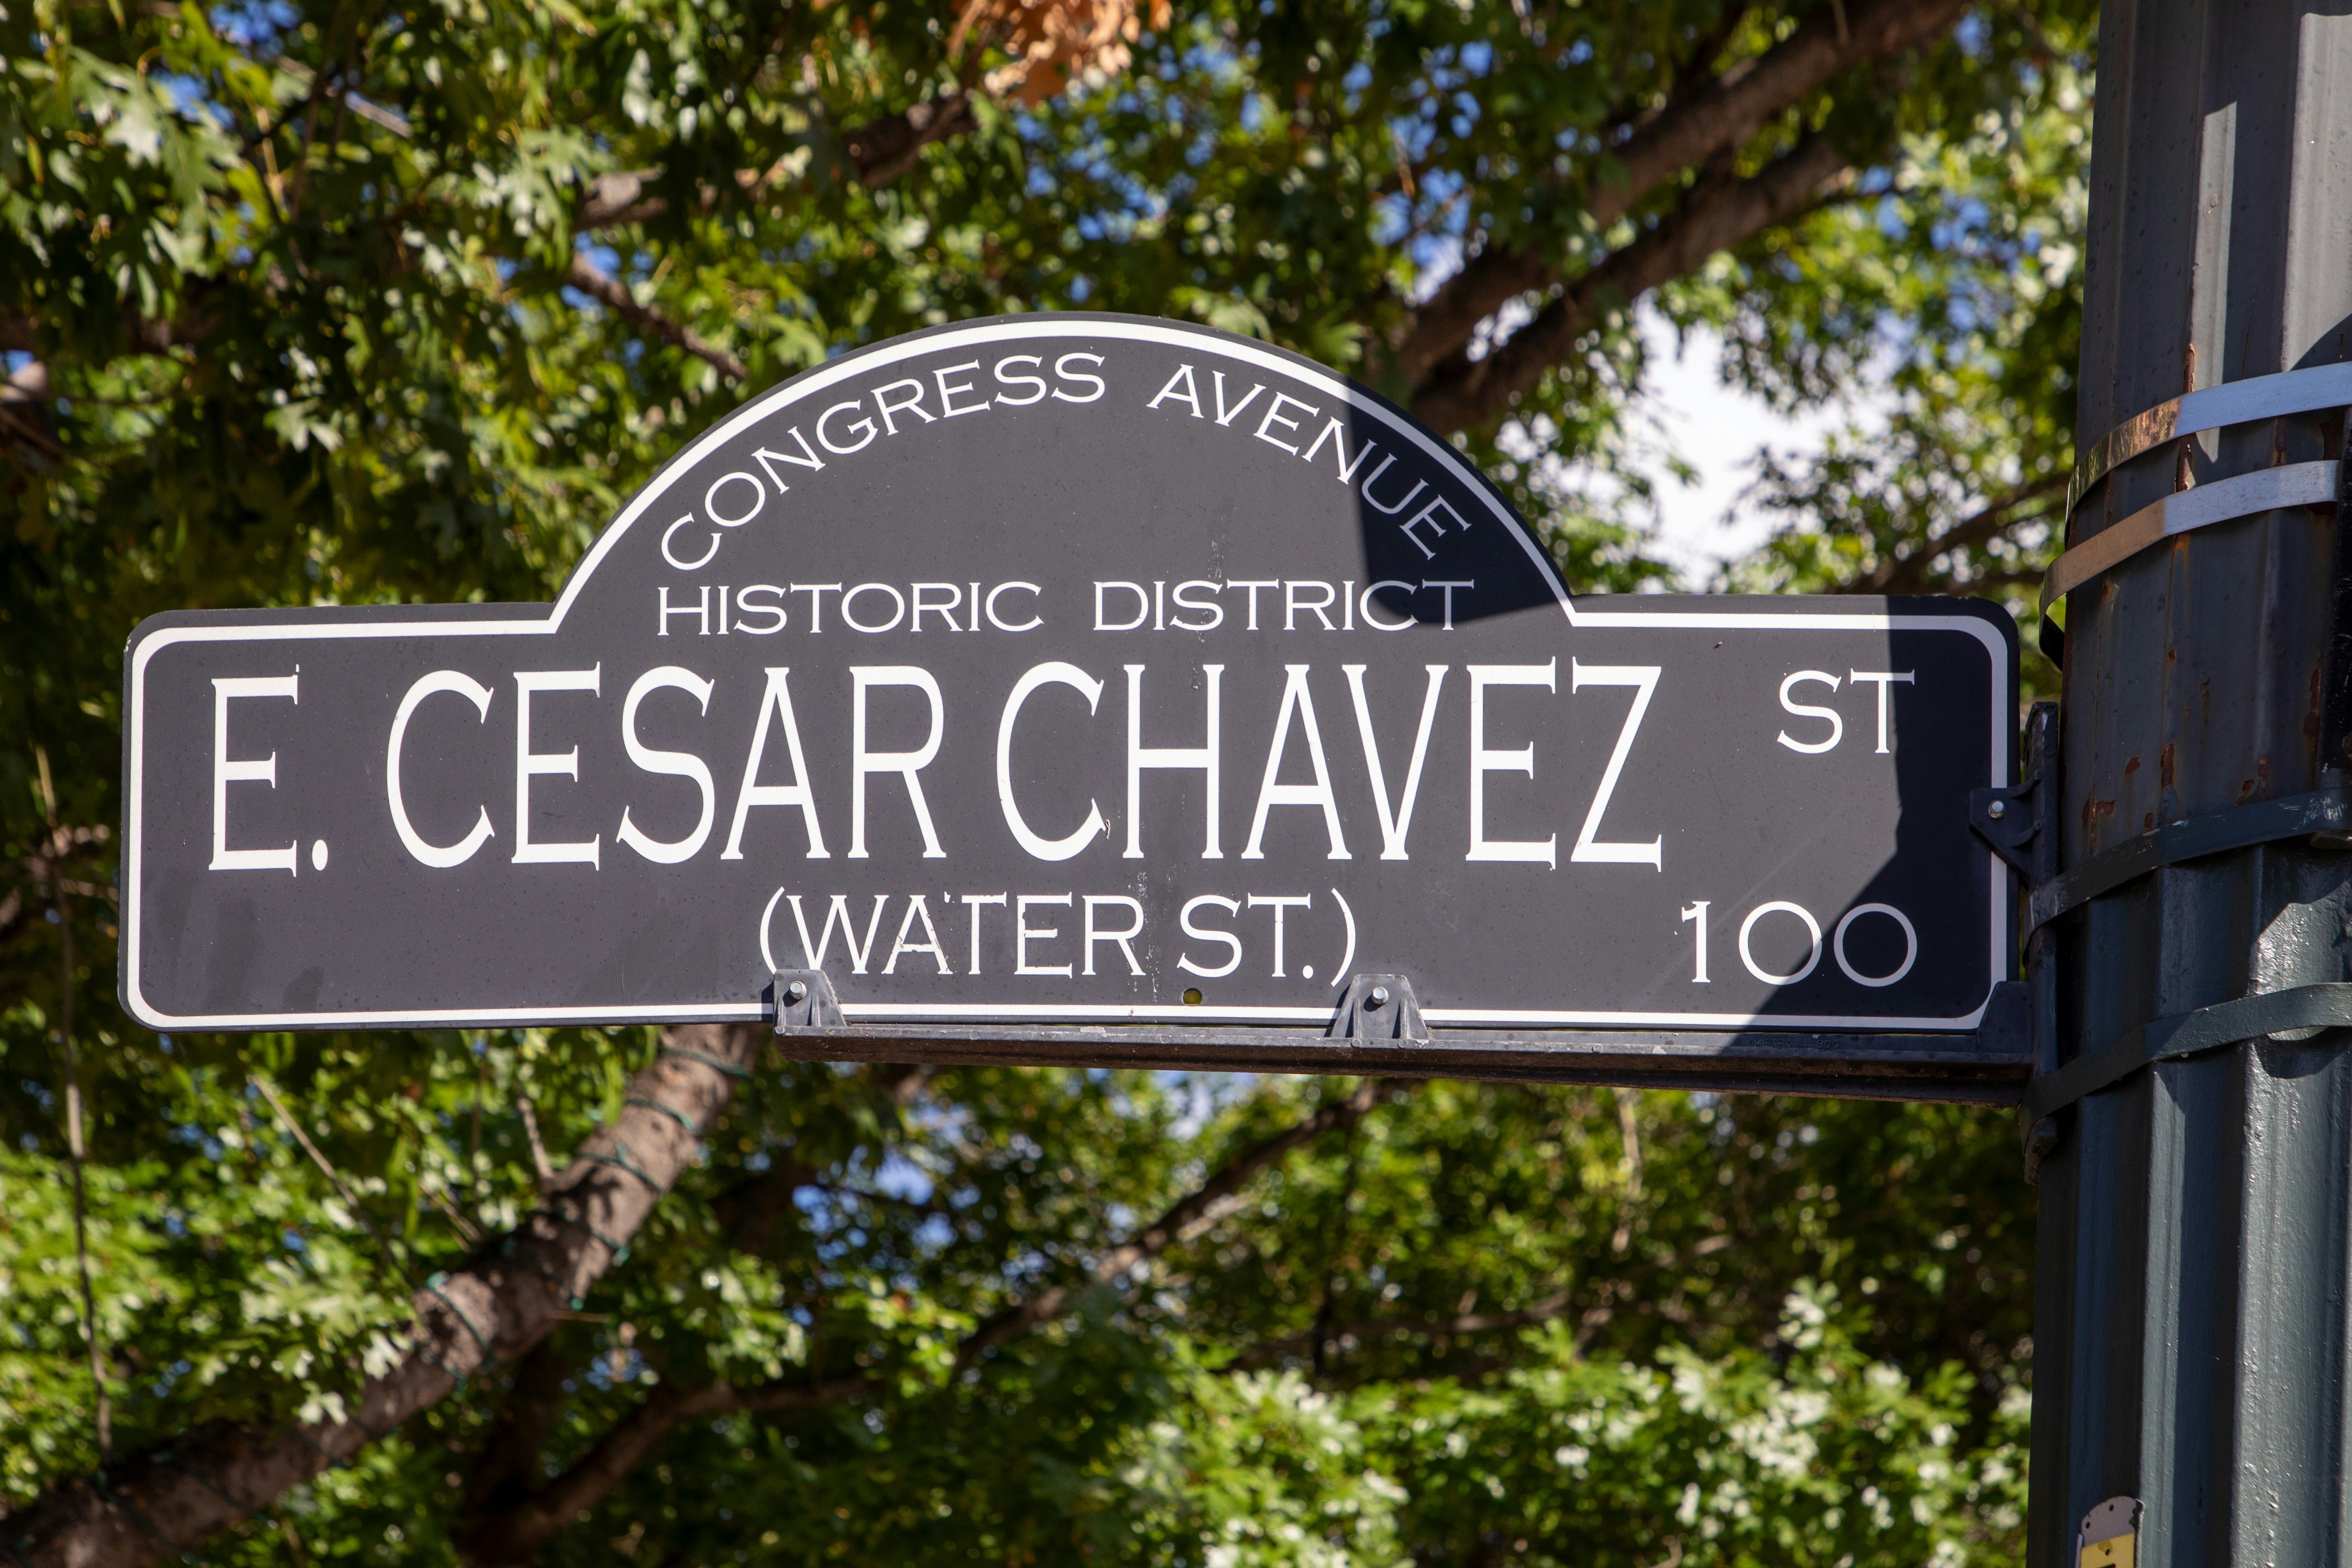 CONGRESS AVENUE
HISTORIC DISTRICT
E. CESAR CHAVEZ ST
(WATER ST.) 100